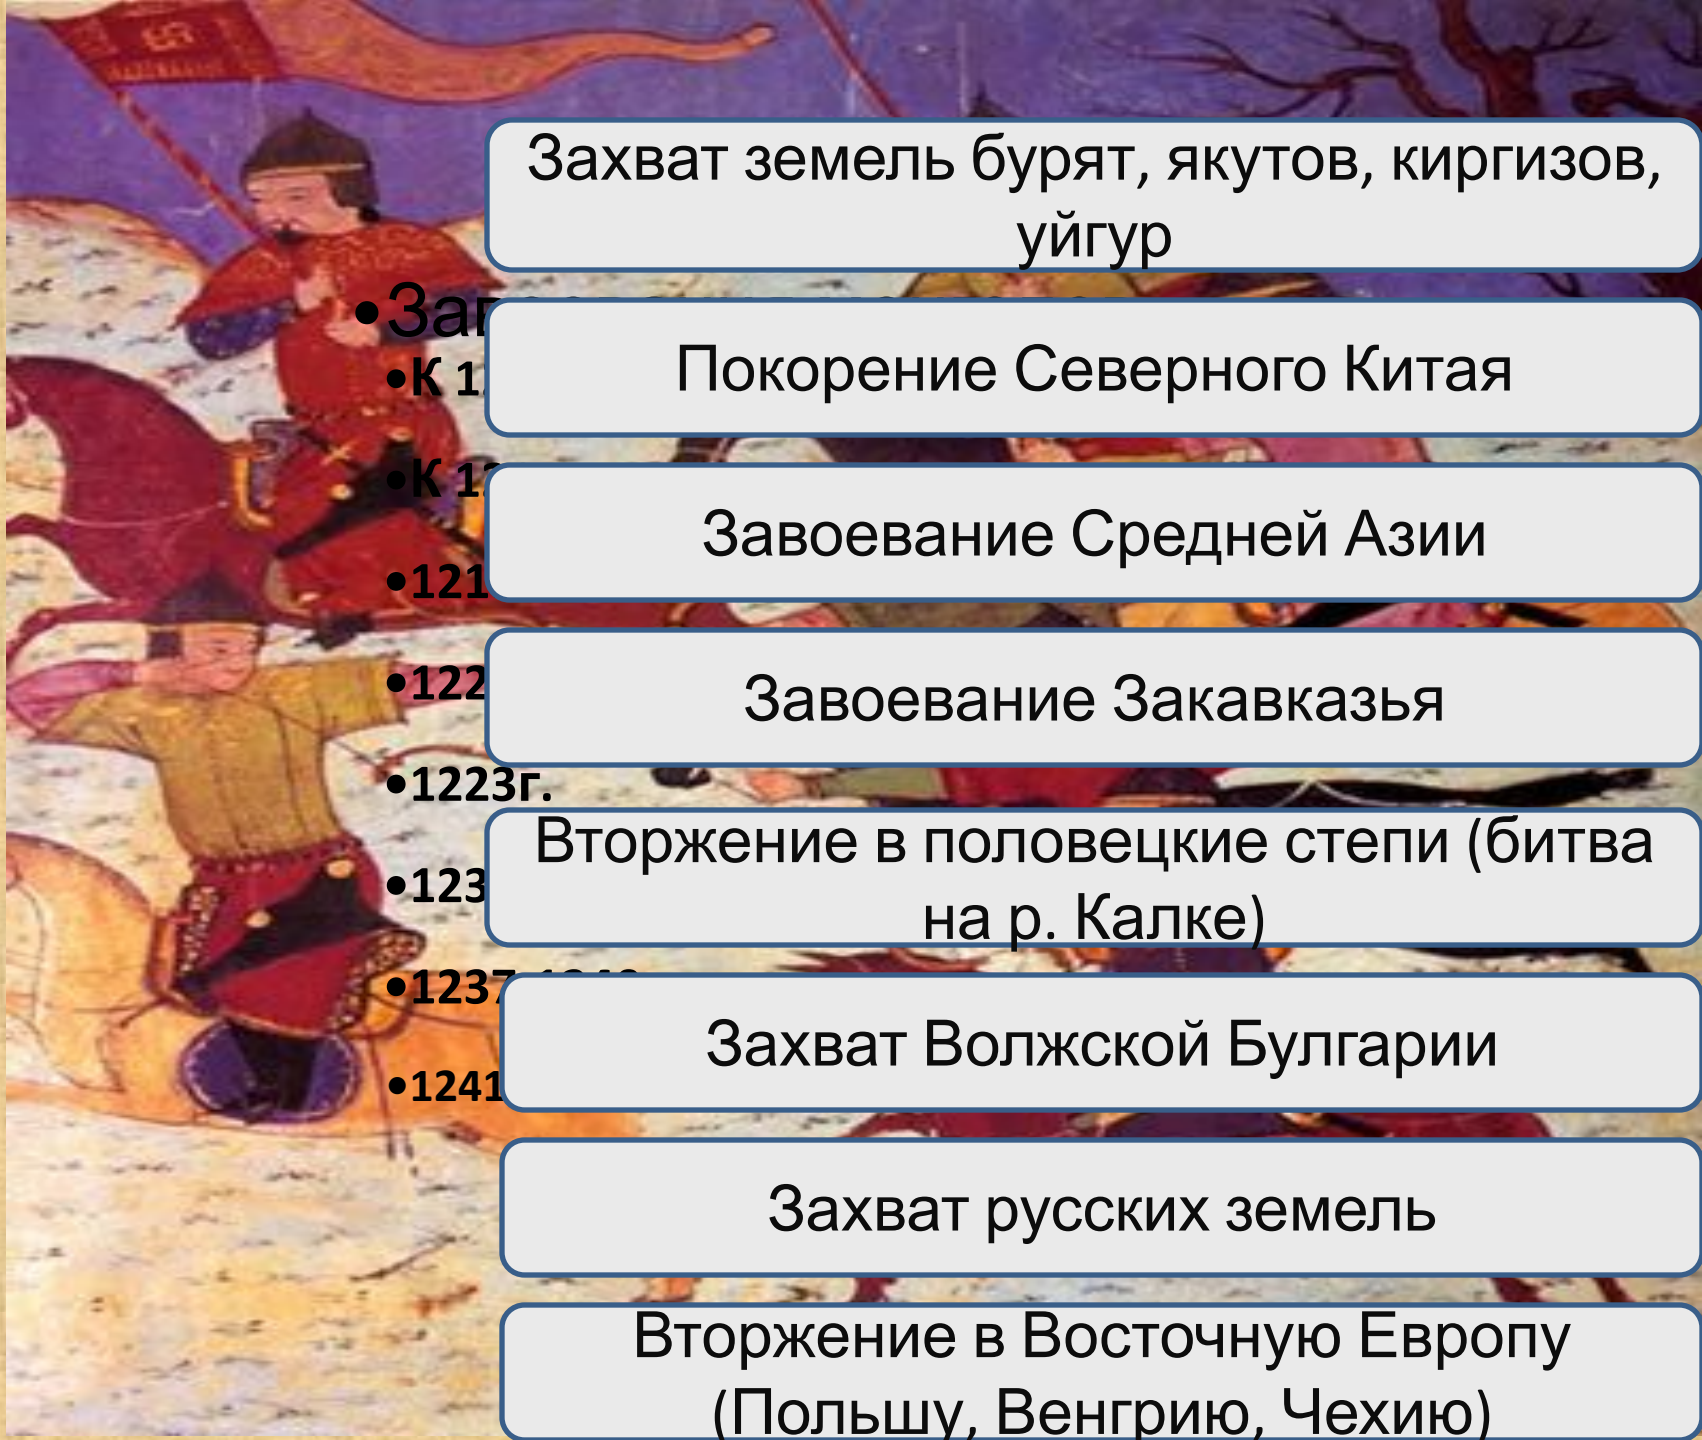 Захват земель бурят, якутов, киргизов,
уйгур
Покорение Северного Китая
•К
•К
Завоевание Средней Азии
Завоевание Закавказья
•1223г.
Вторжение в половецкие степи (битва
на р. Калке)
Захват Волжской Булгарии
•1241
Захват русских земель
Вторжение в Восточную Европу
(Польшу, Венгрию, Чехию)